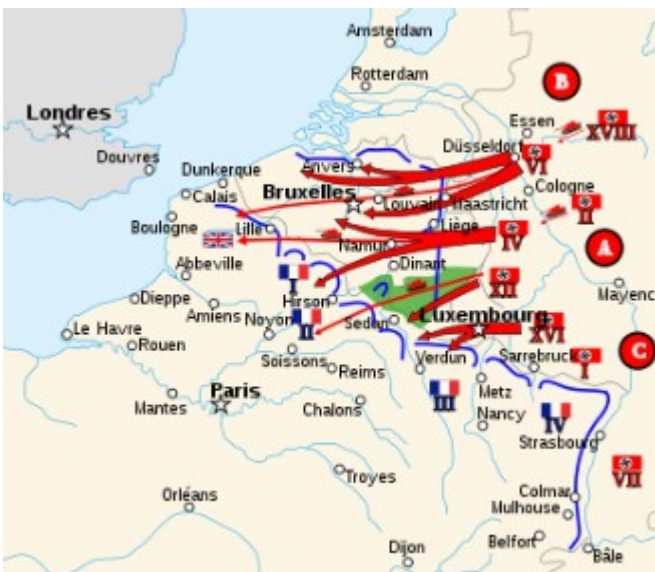 Amsterdam
Rotterdam
B
Londres
Essen
XVIII
Douvres
Düsseldorf
Dunkerque
Anvers
VI
Calais
Bruxelles
Cologne
Louvain
Maastricht
II
Boulogne
Lille
Liège
IV
Namur
A
Abbeville
Dinant
I
XII
Mayence
Dieppe
Hirson
Amiens
Noyon
II
Sedan
Luxembourg
XVI
Le Havre
Rouen
Soissons
Verdun
Sarrebruck
I
C
Reims
Paris
Metz
III
Mantes
Chalons
Nancy
IV
Strasbourg
Troyes
VII
Orléans
Colmar
Mulhouse
Belfort
Dijon
Bâle